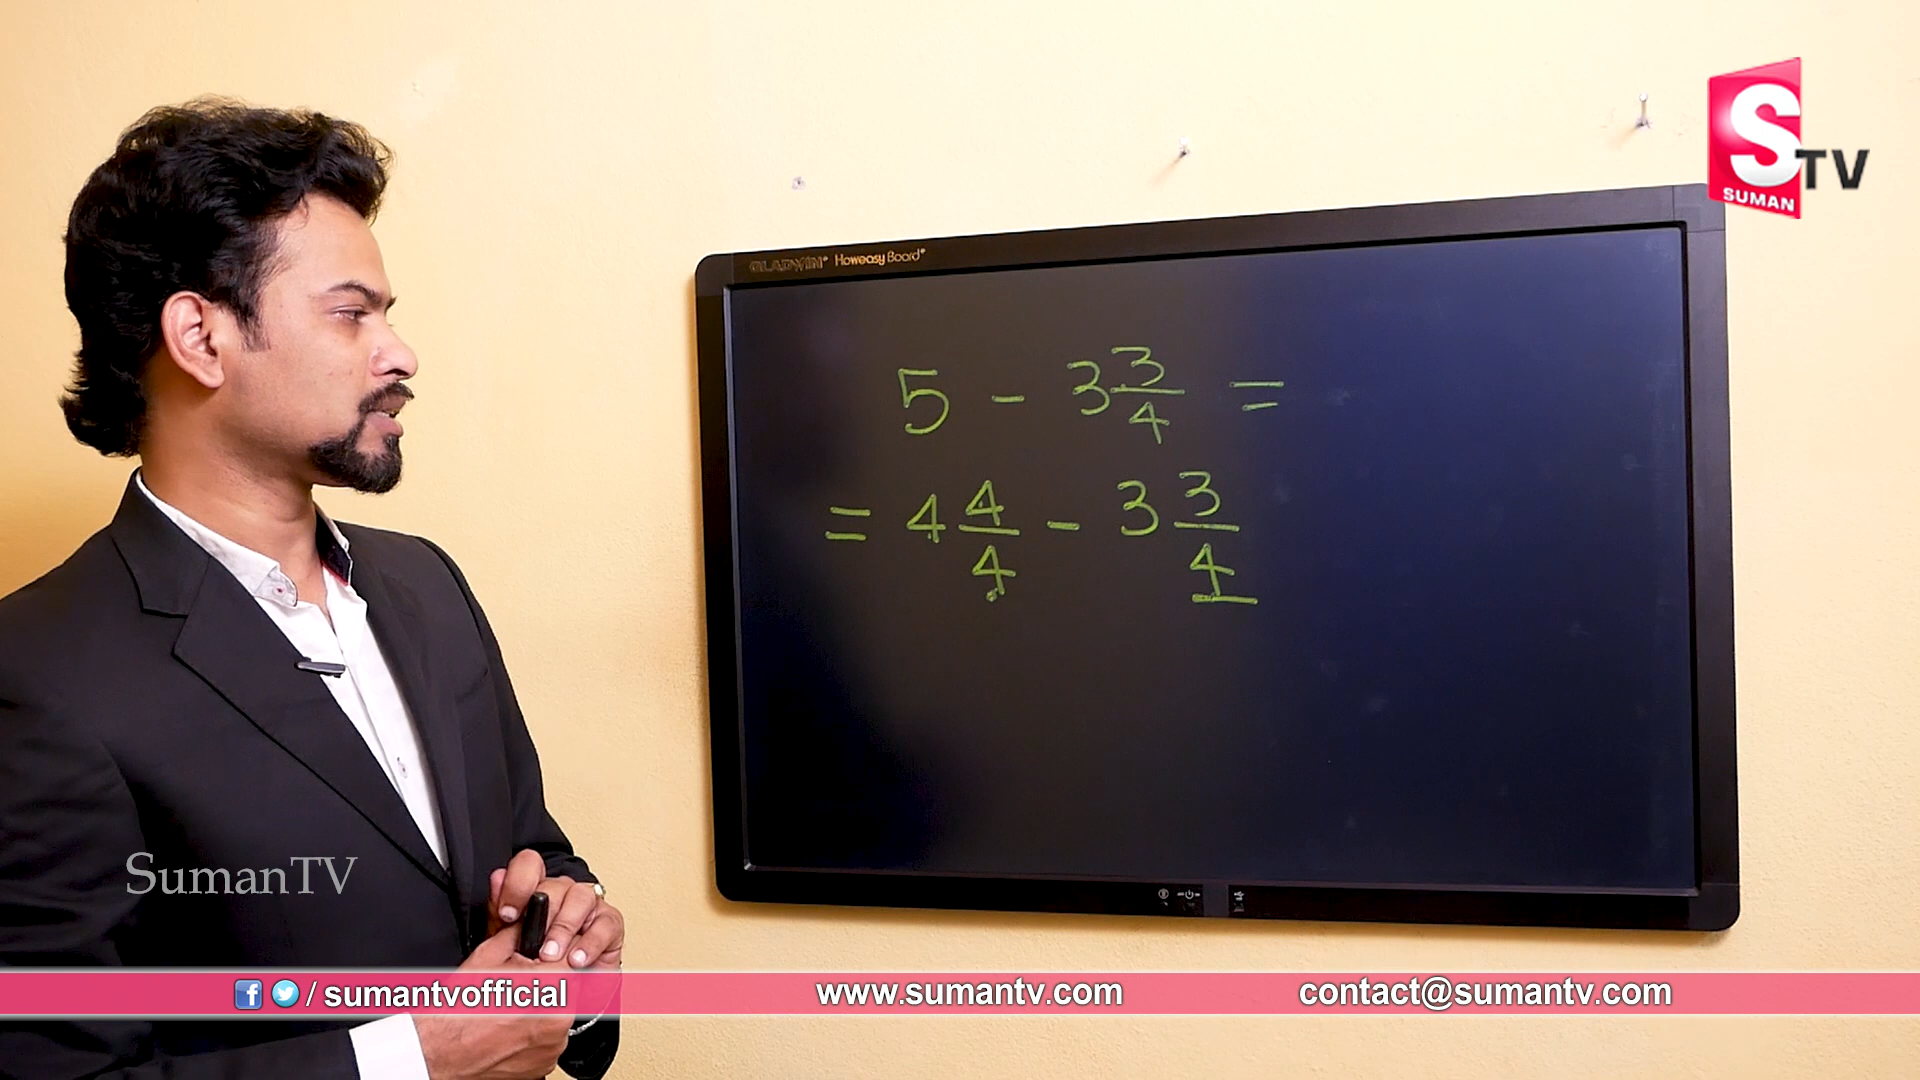 S TV
SUMAN
GLADWIN Howeasy Board
5 - 3 3/4 =
= 4 4/4 - 3 3/4
SumanTV
/ sumantvofficial
www.sumantv.com
contact@sumantv.com